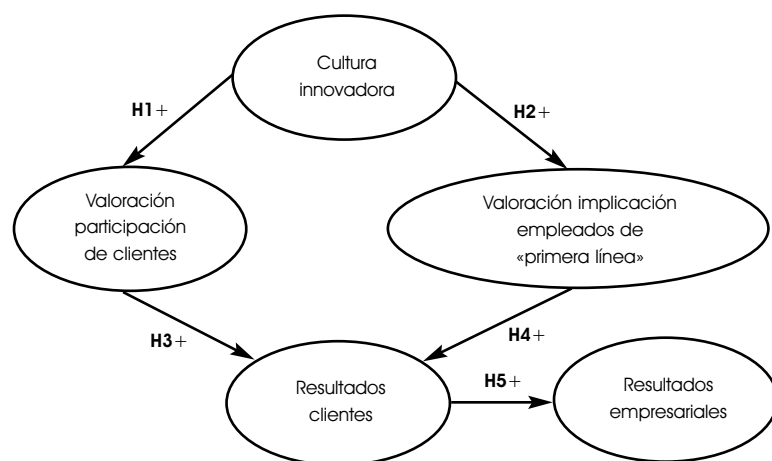 Cultura
innovadora
H1+
H2+
Valoración
participación
de clientes
Valoración implicación
empleados de
«primera línea»
H3+
H4+
Resultados
clientes
H5+
Resultados
empresariales